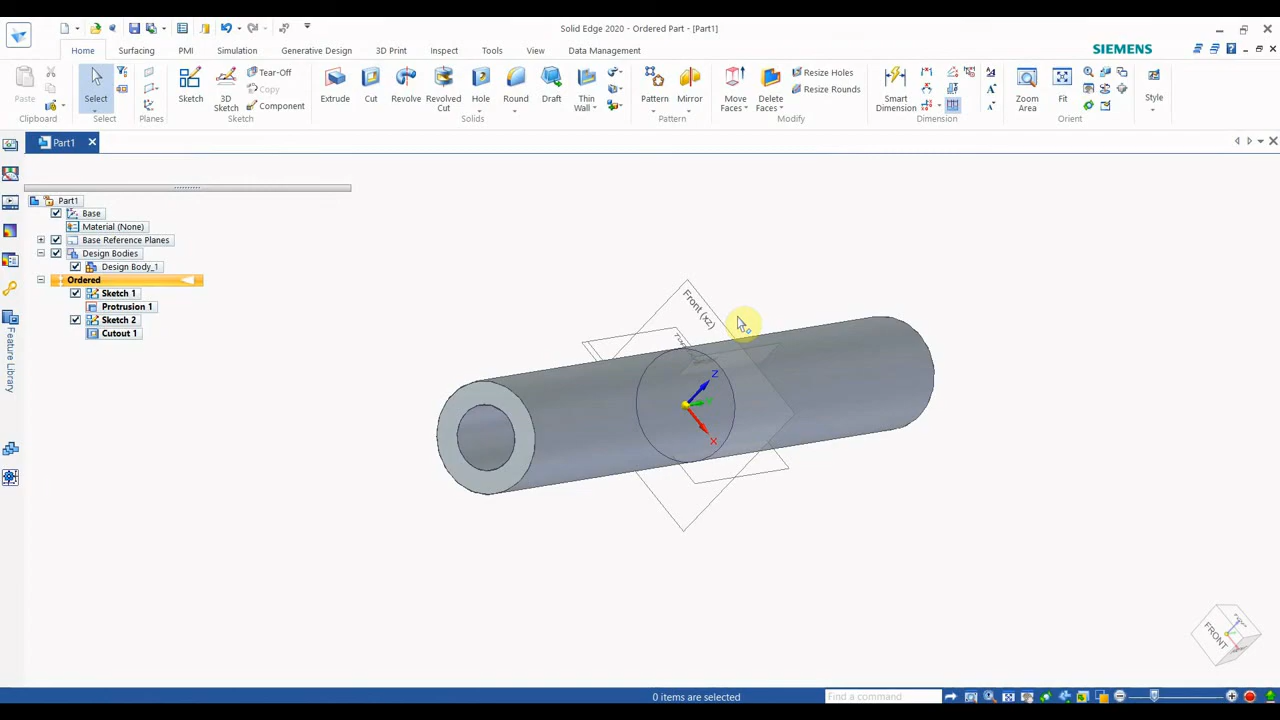 Solid Edge 2020 - Ordered Part - [Part1]
Home Surfacing PMI Simulation Generative Design 3D Print Inspect Tools View Data Management
SIEMENS
Paste
Clipboard
Select
Select
Planes
Sketch
3D Sketch
Tear-Off
Copy
Component
Sketch
Extrude
Cut
Revolve
Revolved Cut
Hole
Round
Draft
Thin Wall
Solids
Pattern
Mirror
Pattern
Move Faces
Delete Faces
Resize Holes
Resize Rounds
Modify
Smart Dimension
Dimension
Zoom Area
Fit
Orient
Style
Style
Part1
Feature Library
Part1
Base
Material (None)
Base Reference Planes
Design Bodies
Design Body_1
Ordered
Sketch 1
Protrusion 1
Sketch 2
Cutout 1
Front (xz)
Z
X
FRONT
0 items are selected
Find a command